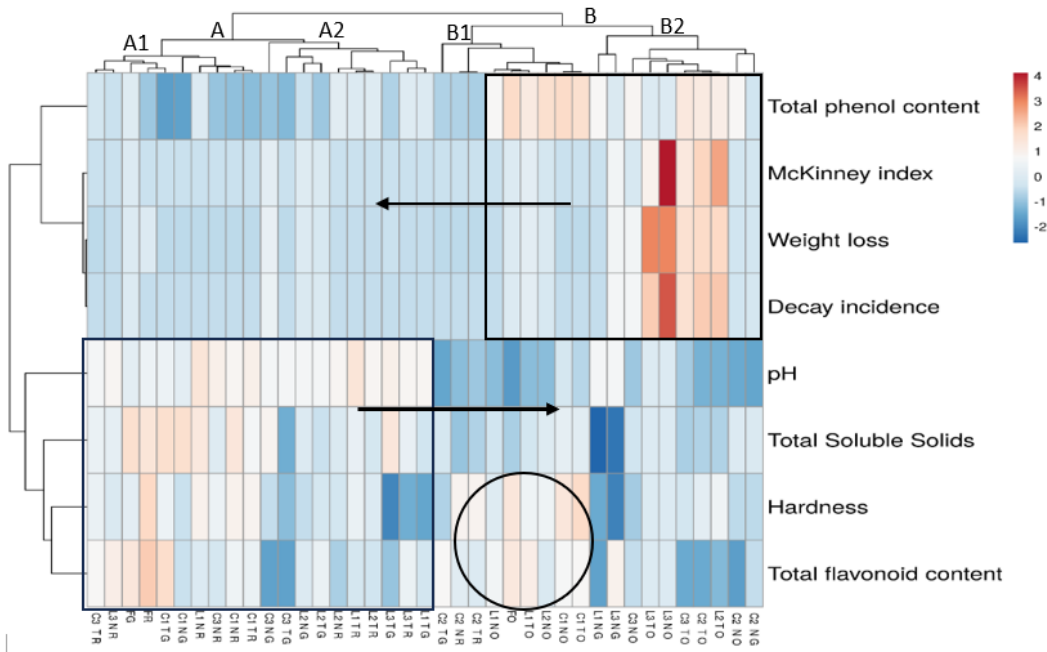 B
A
A1
A2
B1
B2
4
3
2
1
0
-1
-2
Total phenol content
McKinney index
Weight loss
Decay incidence
pH
Total Soluble Solids
Hardness
Total flavonoid content
C3 TR
L3 NR
FG
FR
C1 TG
C1 NG
L1 NR
C3 NR
C1 NR
C1 TR
C3 NG
C3 TG
L2 NG
L2 TG
L2 NR
L1 TR
L2 TR
L3 TG
L3 TR
L1 TG
C2 TG
C2 NR
C2 TR
L1 NO
FO
L1 TO
L2 NO
C1 NO
C1 TO
L1 NG
L3 NG
C3 NO
L3 TO
L3 NO
C3 TO
C2 TO
L2 TO
C2 NO
C2 NG